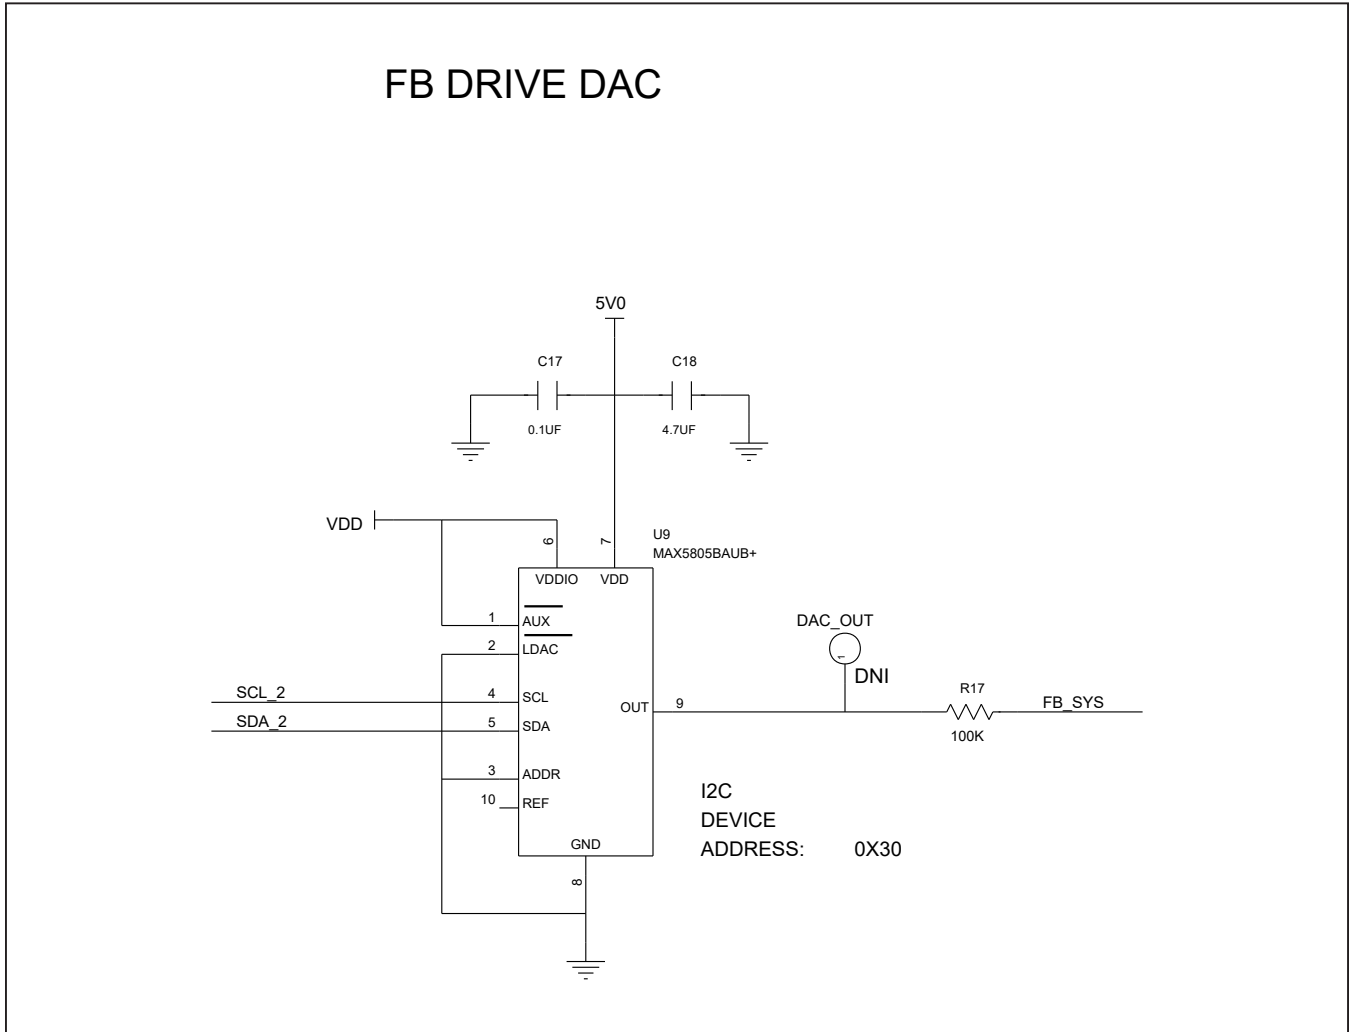 FB DRIVE DAC
5V0
C17
C18
0.1UF
4.7UF
VDD
6
7
U9
MAX5805BAUB+
VDDIO
VDD
1
AUX
2
LDAC
DAC_OUT
1
DNI
SCL_2
4
SCL
SDA_2
5
SDA
OUT
9
R17
FB_SYS
100K
3
ADDR
10
REF
I2C
DEVICE
ADDRESS: 0X30
GND
8